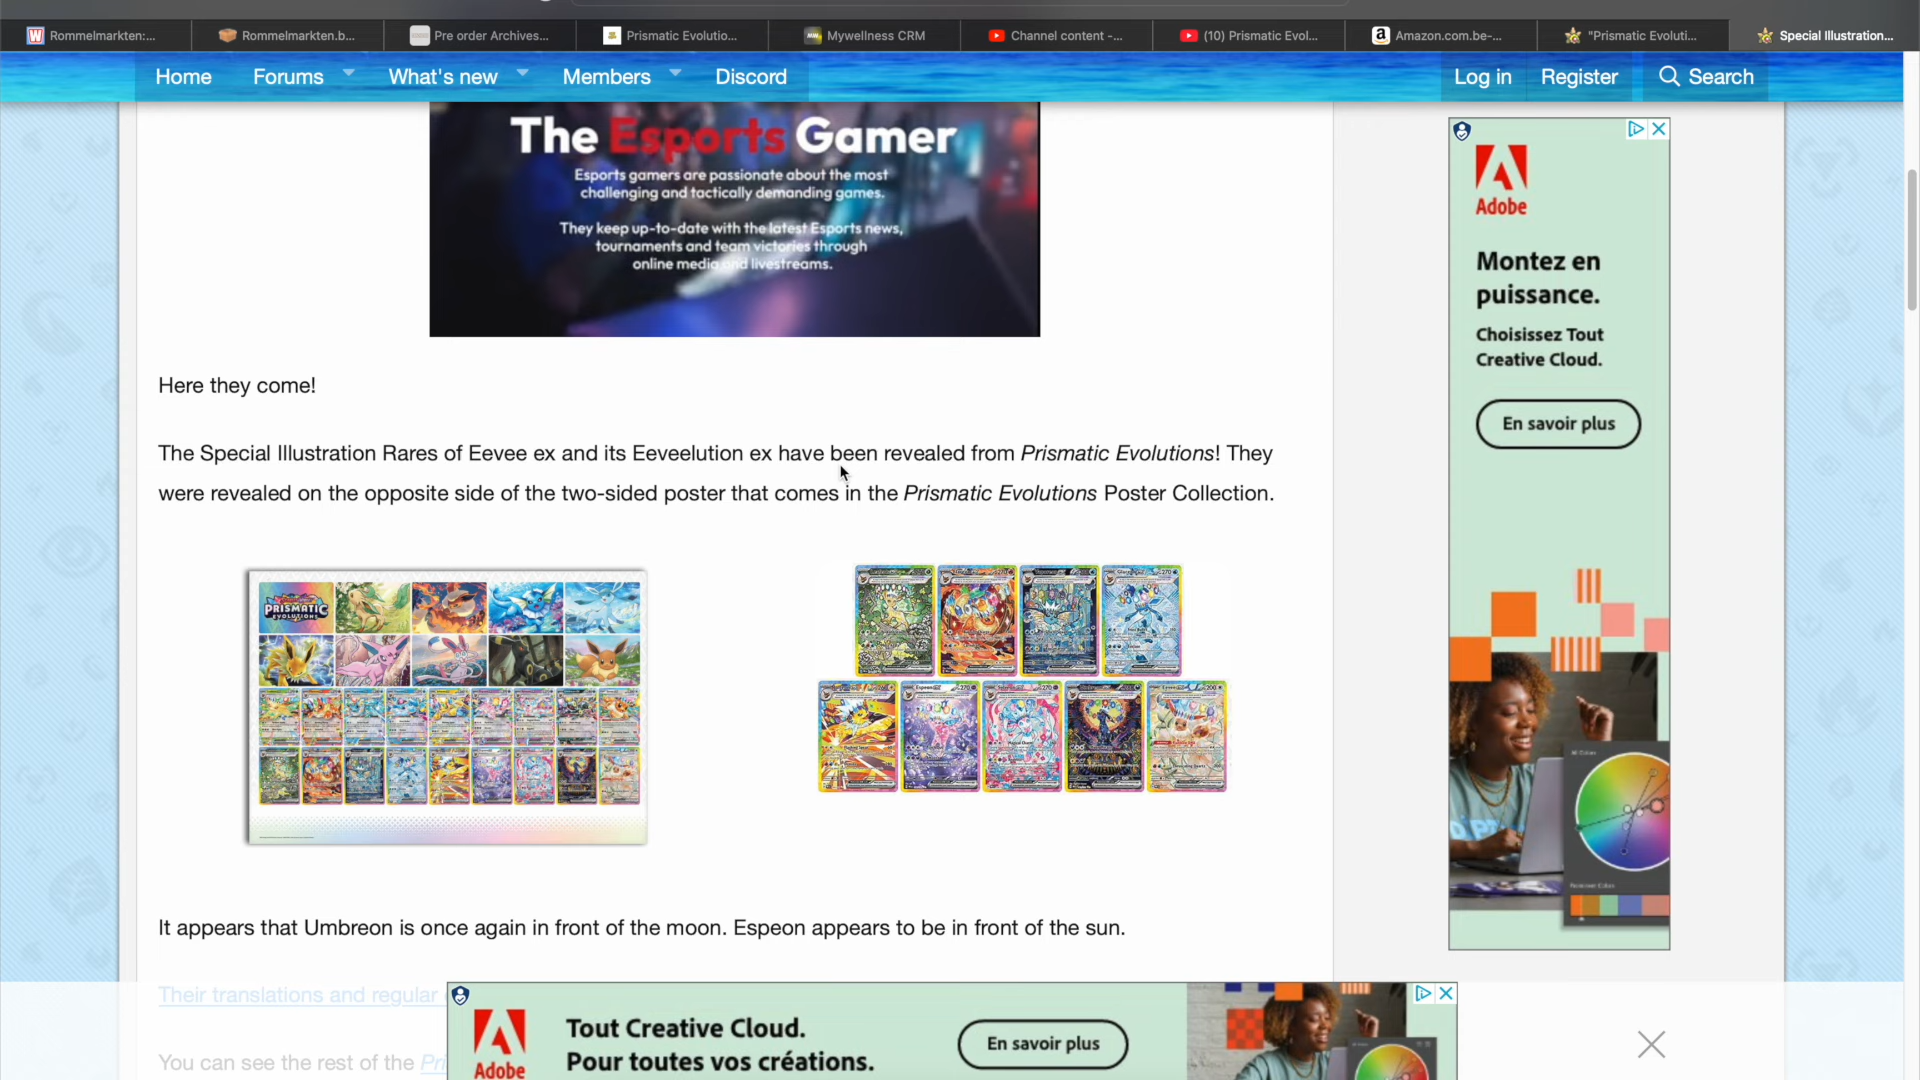 Rommelmarkten:...
Rommelmarkten.b...
Pre order Archives...
Prismatic Evolutio...
Mywellness CRM
Channel content -...
(10) Prismatic Evol...
Amazon.com.be-...
"Prismatic Evoluti...
Special Illustration...
Home
Forums
What's new
Members
Discord
Log in
Register
Search
The Esports Gamer
Esports gamers are passionate about the most
challenging and tactically demanding games.
They keep up-to-date with the latest Esports news,
tournaments and team victories through
online media and livestreams.
Here they come!
The Special Illustration Rares of Eevee ex and its Eeveelution ex have been revealed from Prismatic Evolutions! They
were revealed on the opposite side of the two-sided poster that comes in the Prismatic Evolutions Poster Collection.
PRISMATIC
EVOLUTIONS
It appears that Umbreon is once again in front of the moon. Espeon appears to be in front of the sun.
Their translations and regular
You can see the rest of the Pri
Adobe
Montez en
puissance.
Choisissez Tout
Creative Cloud.
En savoir plus
Adobe
Tout Creative Cloud.
Pour toutes vos créations.
En savoir plus